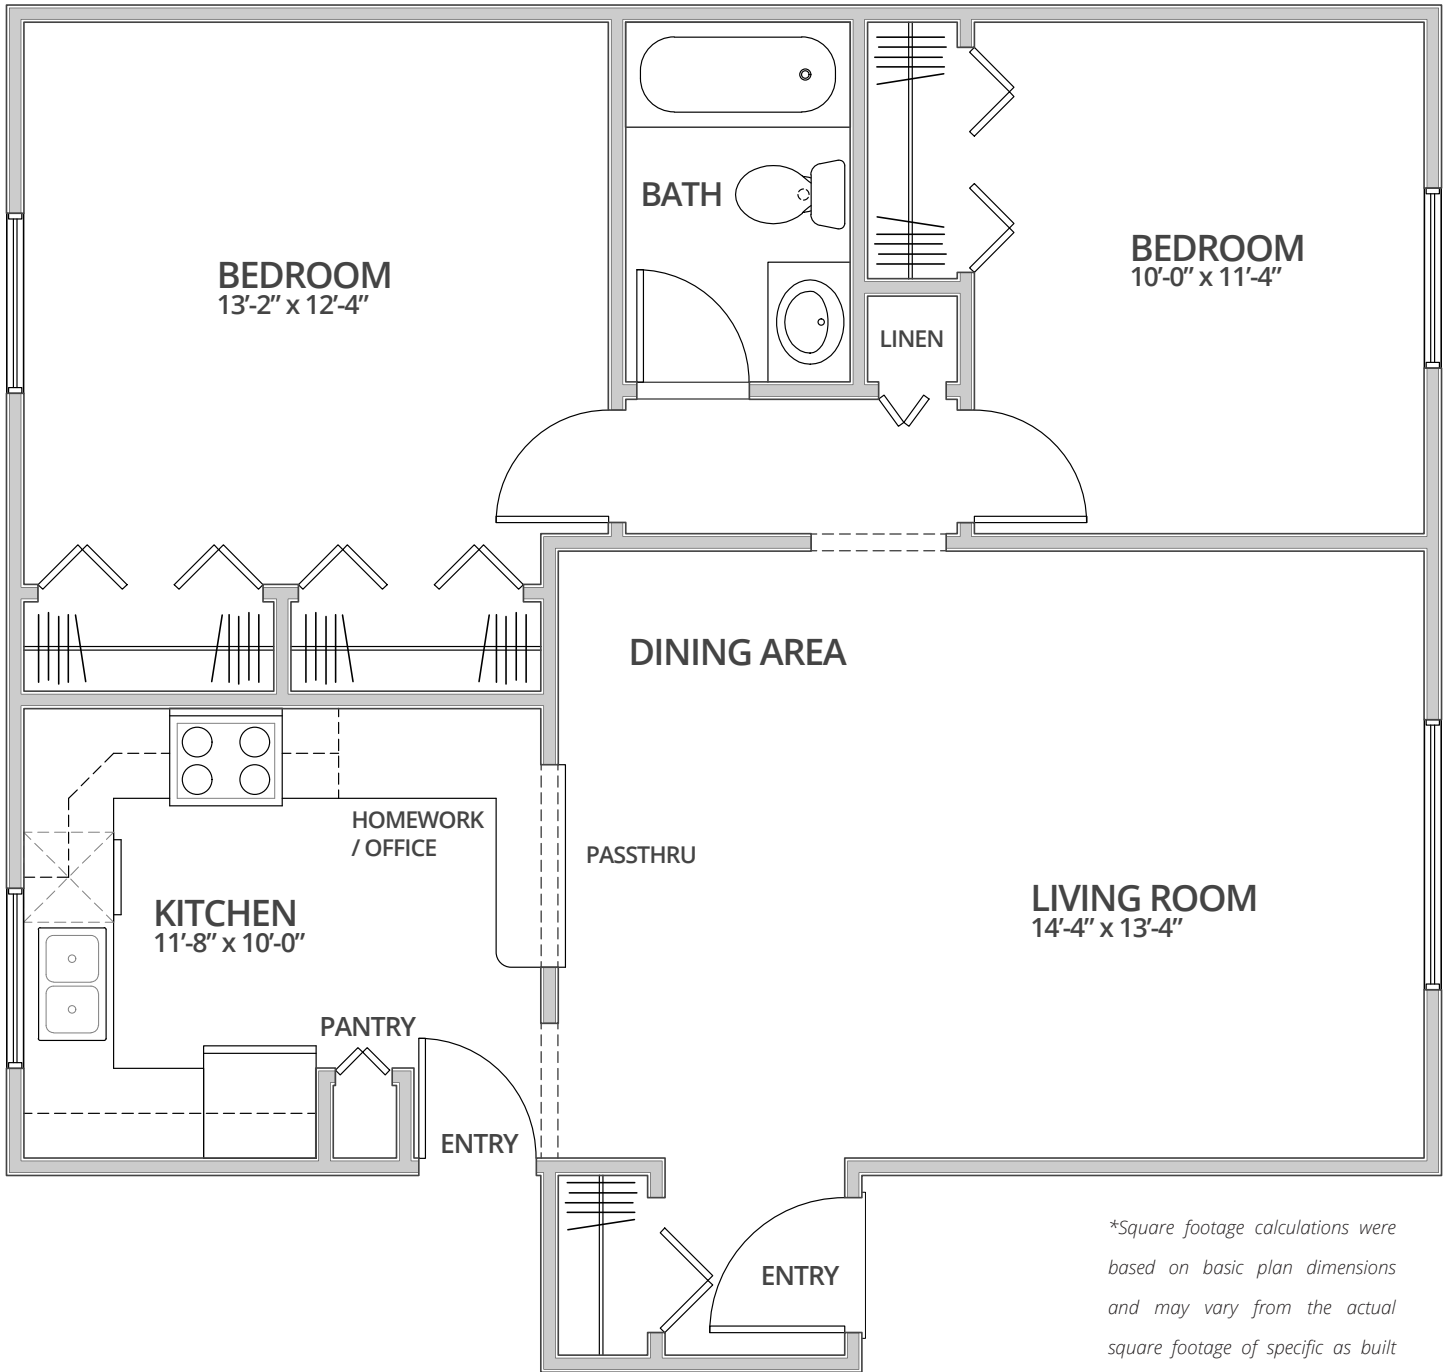 BATH
BEDROOM
13'-2” x 12'-4”
BEDROOM
10'-0” x 11'-4”
LINEN
DINING AREA
HOMEWORK
/ OFFICE
PASSTHRU
KITCHEN
11'-8” x 10'-0”
LIVING ROOM
14'-4” x 13'-4”
PANTRY
ENTRY
ENTRY
*Square footage calculations were
based on basic plan dimensions
and may vary from the actual
square footage of specific as built